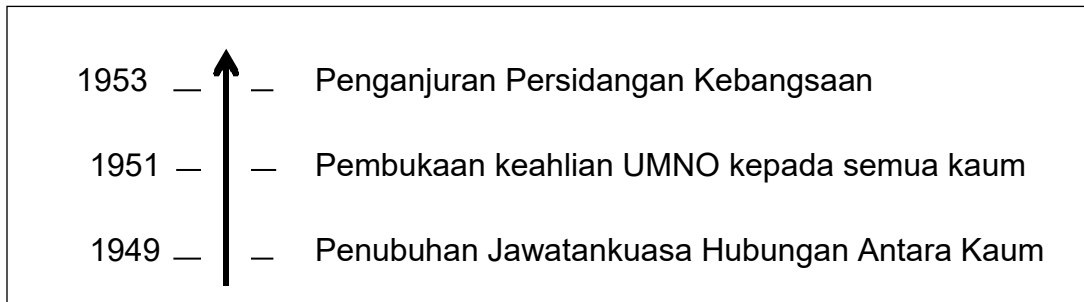 1953 Penganjuran Persidangan Kebangsaan
1951 Pembukaan keahlian UMNO kepada semua kaum
1949 Penubuhan Jawatankuasa Hubungan Antara Kaum